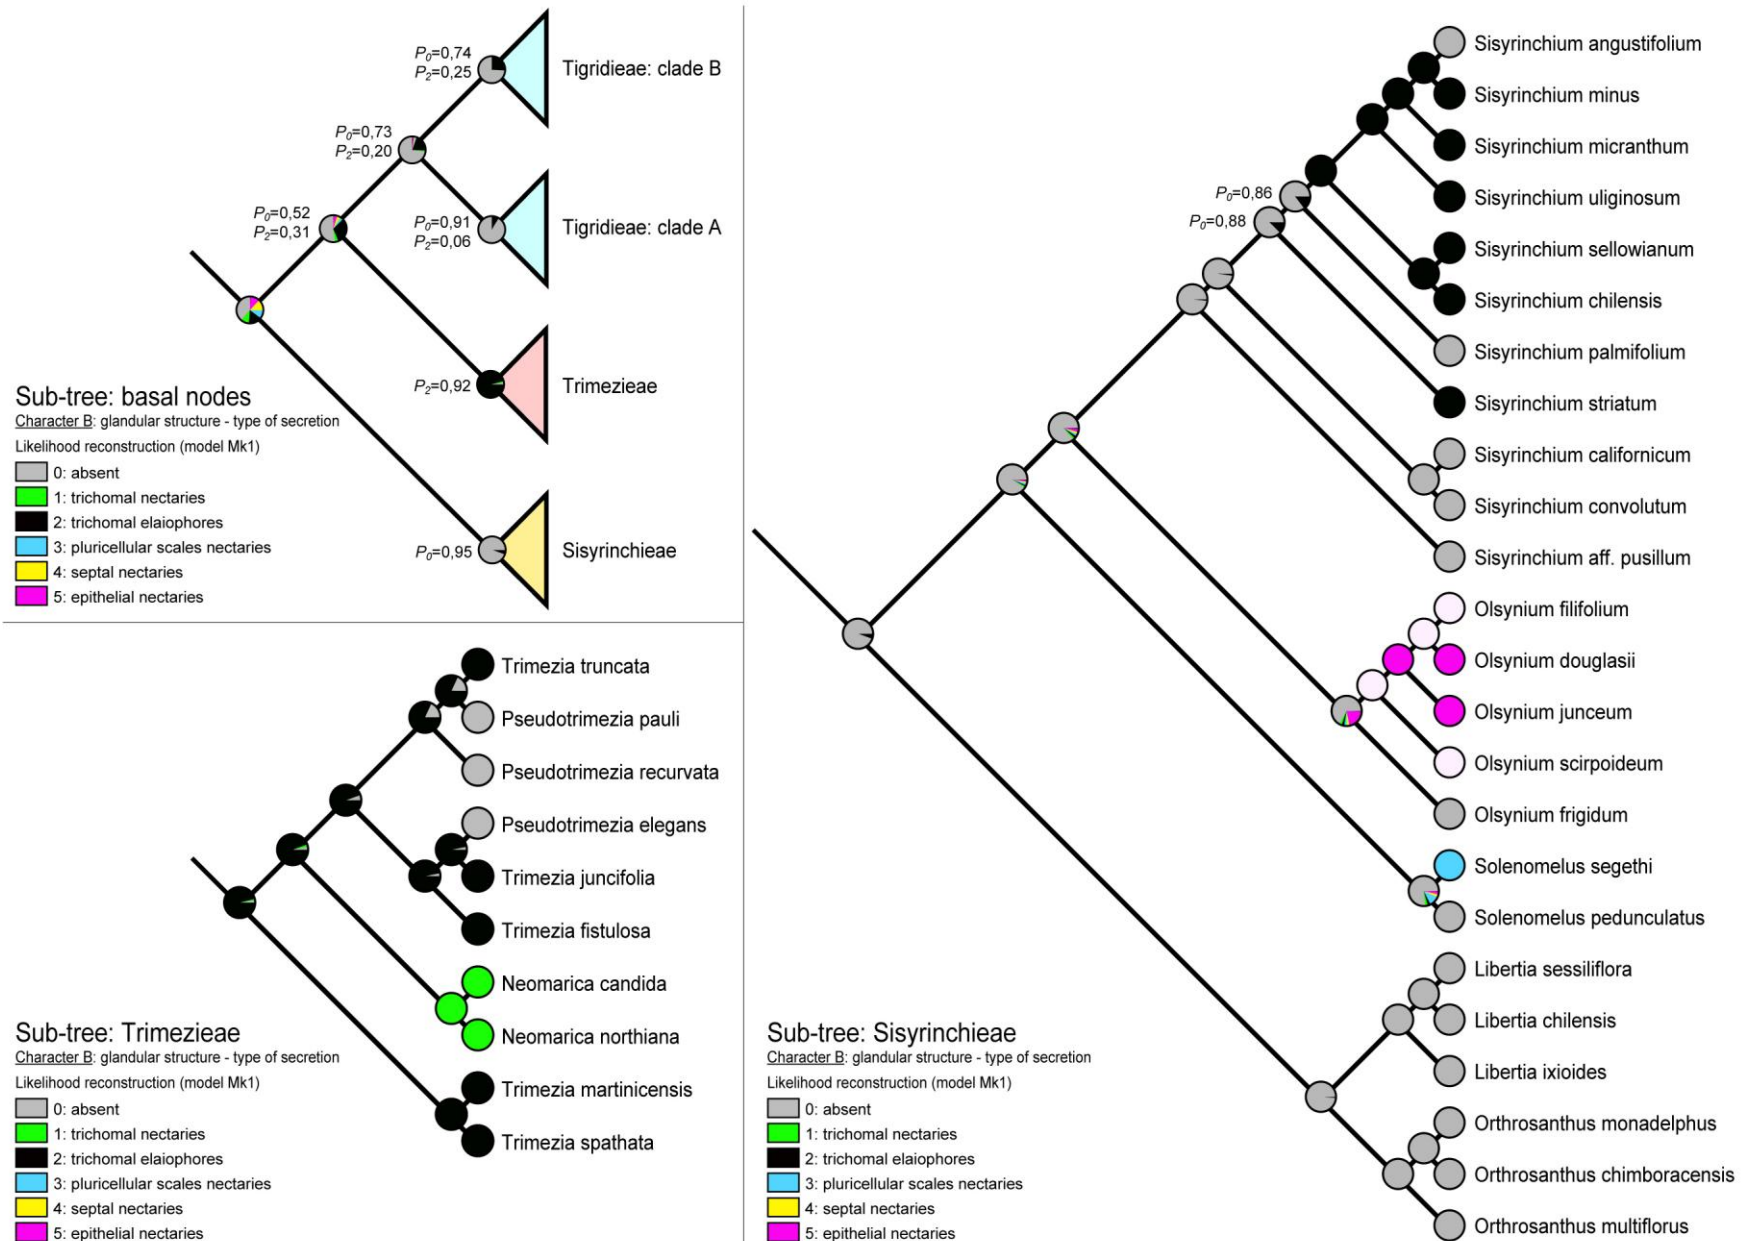 P0=0,74
P2=0,25
Tigridieae: clade B
P0=0,73
P2=0,20
P0=0,52
P2=0,31
P0=0,91
P2=0,06
Tigridieae: clade A
P2=0,92
Trimezieae
P0=0,95
Sisyrinchieae
Sub-tree: basal nodes
Character B: glandular structure - type of secretion
Likelihood reconstruction (model Mk1)
0: absent
1: trichomal nectaries
2: trichomal elaiophores
3: pluricellular scales nectaries
4: septal nectaries
5: epithelial nectaries
Trimezia truncata
Pseudotrimezia pauli
Pseudotrimezia recurvata
Pseudotrimezia elegans
Trimezia juncifolia
Trimezia fistulosa
Neomarica candida
Neomarica northiana
Trimezia martinicensis
Trimezia spathata
Sub-tree: Trimezieae
Character B: glandular structure - type of secretion
Likelihood reconstruction (model Mk1)
0: absent
1: trichomal nectaries
2: trichomal elaiophores
3: pluricellular scales nectaries
4: septal nectaries
5: epithelial nectaries
Sisyrinchium angustifolium
Sisyrinchium minus
Sisyrinchium micranthum
Sisyrinchium uliginosum
P0=0,86
P0=0,88
Sisyrinchium sellowianum
Sisyrinchium chilensis
Sisyrinchium palmifolium
Sisyrinchium striatum
Sisyrinchium californicum
Sisyrinchium convolutum
Sisyrinchium aff. pusillum
Olsynium filifolium
Olsynium douglasii
Olsynium junceum
Olsynium scirpoideum
Olsynium frigidum
Solenomelus segethi
Solenomelus pedunculatus
Libertia sessiliflora
Libertia chilensis
Libertia ixioides
Orthrosanthus monadelphus
Orthrosanthus chimboracensis
Orthrosanthus multiflorus
Sub-tree: Sisyrinchieae
Character B: glandular structure - type of secretion
Likelihood reconstruction (model Mk1)
0: absent
1: trichomal nectaries
2: trichomal elaiophores
3: pluricellular scales nectaries
4: septal nectaries
5: epithelial nectaries